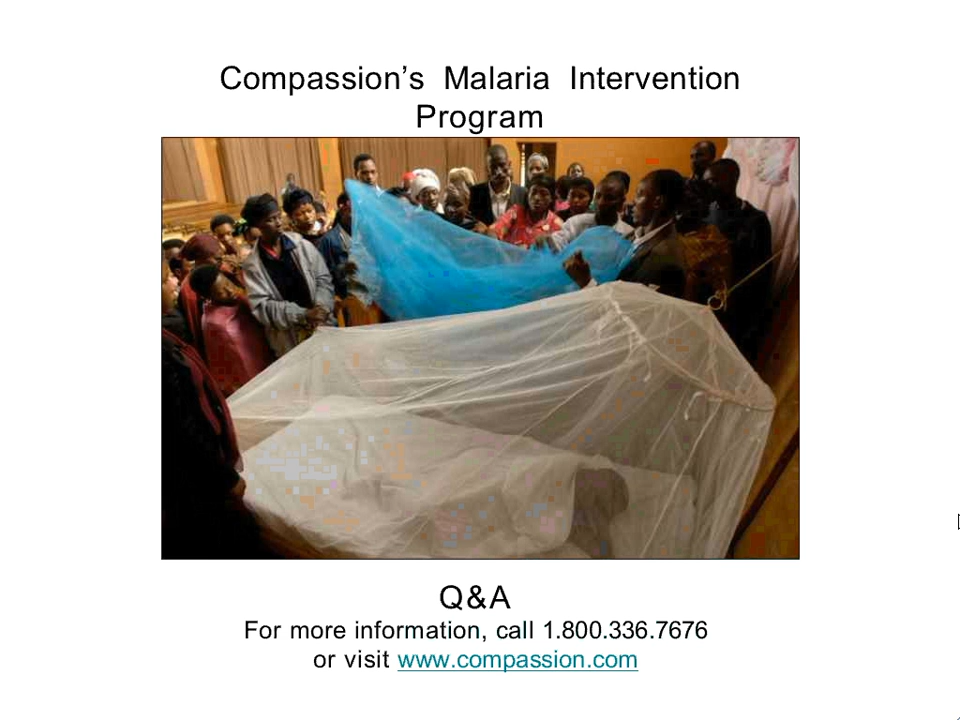 Compassion’s Malaria Intervention
Program
Q&A
For more information, call 1.800.336.7676
or visit www.compassion.com